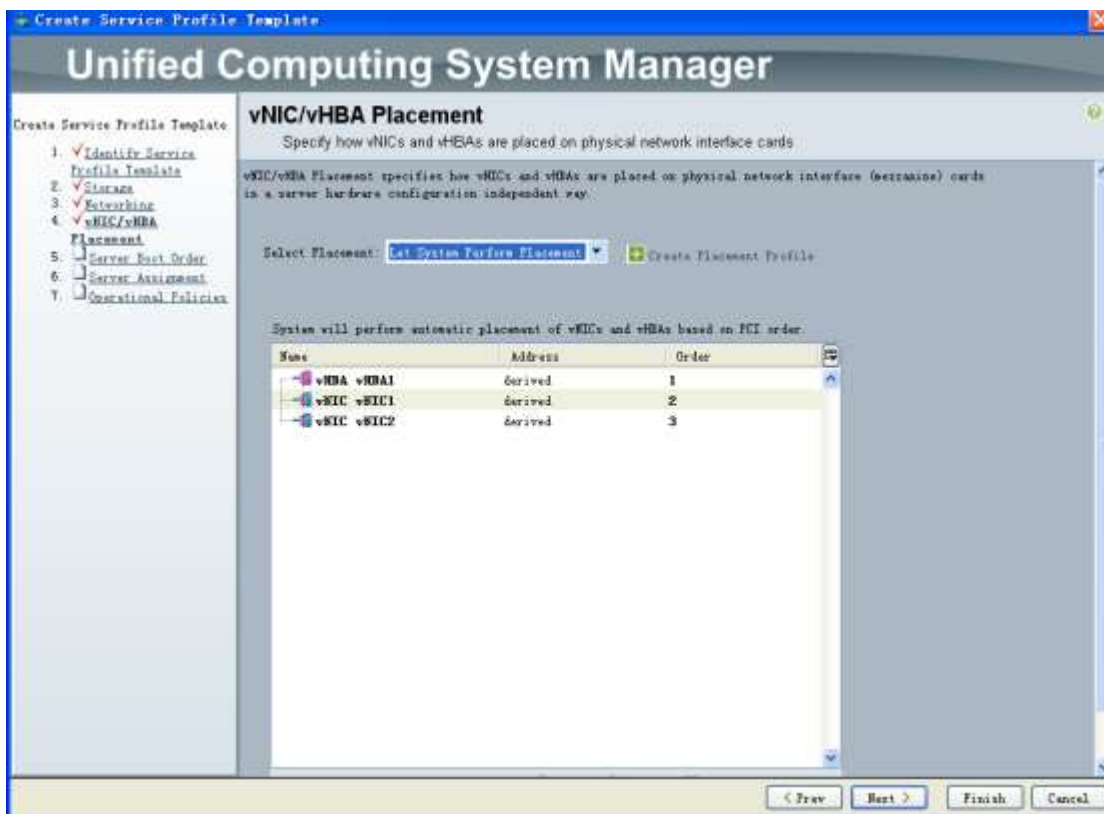 Create Service Profile Template
Unified Computing System Manager
Create Service Profile Template
1. Identify Service
Profile Template
2. Storage
3. Networking
4. vNIC/vHBA
Placement
5. Server Boot Order
6. Server Assignment
7. Operational Policies
vNIC/vHBA Placement
Specify how vNICs and vHBAs are placed on physical network interface cards
vNIC/vHBA Placement specifies how vNICs and vHBAs are placed on physical network interface (mezzanine) cards
in a server hardware configuration independent way.
Select Placement: Let System Perform Placement Create Placement Profile
System will perform automatic placement of vNICs and vHBAs based on PCI order.
Name Address Order
vHBA vHBA1 derived 1
vNIC vNIC1 derived 2
vNIC vNIC2 derived 3
< Prev Next > Finish Cancel